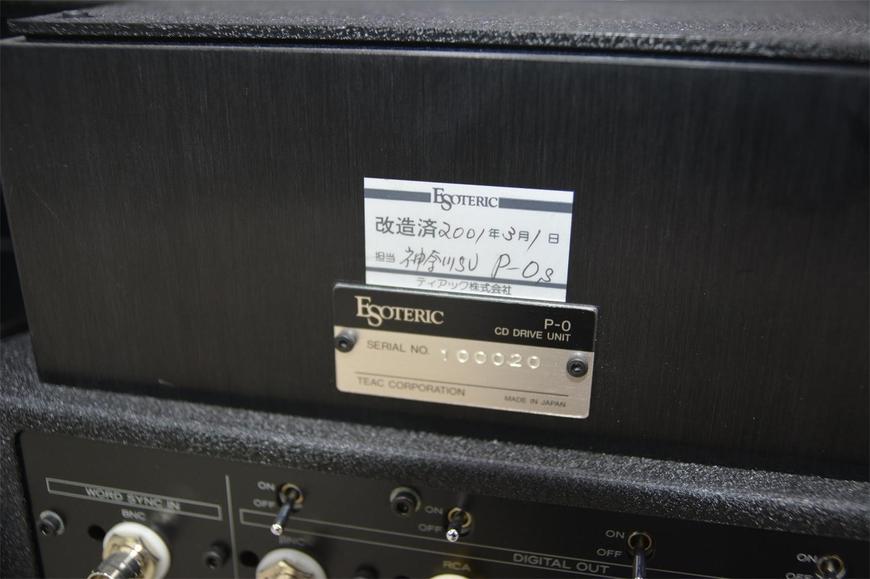 ESOTERIC
改造済2001年3月1日
担当 神奈川SU P-0s
ティアック株式会社
ESOTERIC
P-0
CD DRIVE UNIT
SERIAL NO. 100020
TEAC CORPORATION
MADE IN JAPAN
WORD SYNC IN
BNC
ON
OFF
BNC
ON
OFF
RCA
DIGITAL OUT
ON
OFF
ON
OFF